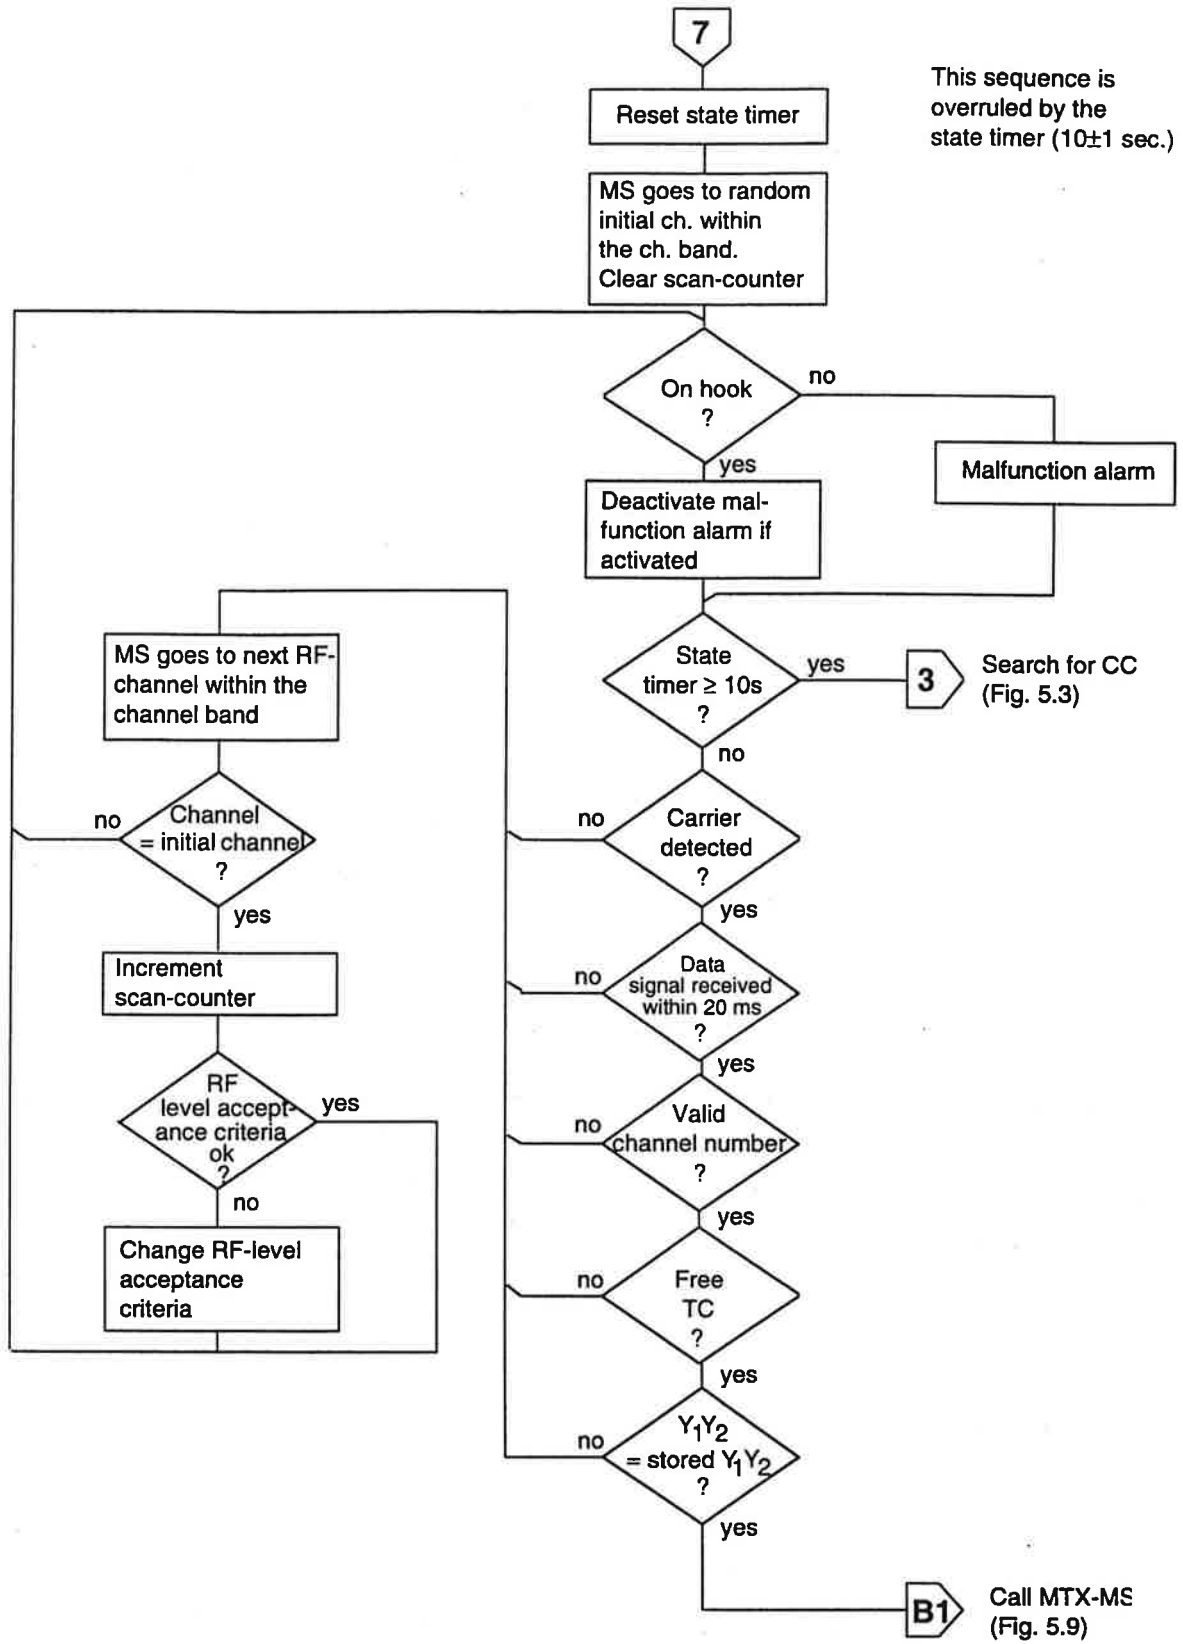 7
This sequence is
overruled by the
state timer (10±1 sec.)
Reset state timer
MS goes to random
initial ch. within
the ch. band.
Clear scan-counter
On hook
?
no
yes
Malfunction alarm
Deactivate mal-
function alarm if
activated
State
timer ≥ 10s
?
yes
3
Search for CC
(Fig. 5.3)
no
MS goes to next RF-
channel within the
channel band
Channel
= initial channel
?
no
yes
Increment
scan-counter
RF
level accept-
ance criteria
ok
?
yes
no
Change RF-level
acceptance
criteria
Carrier
detected
?
no
yes
Data
signal received
within 20 ms
?
no
yes
Valid
channel number
?
no
yes
Free
TC
?
no
yes
Y₁Y₂
= stored Y₁Y₂
?
no
yes
B1
Call MTX-MS
(Fig. 5.9)